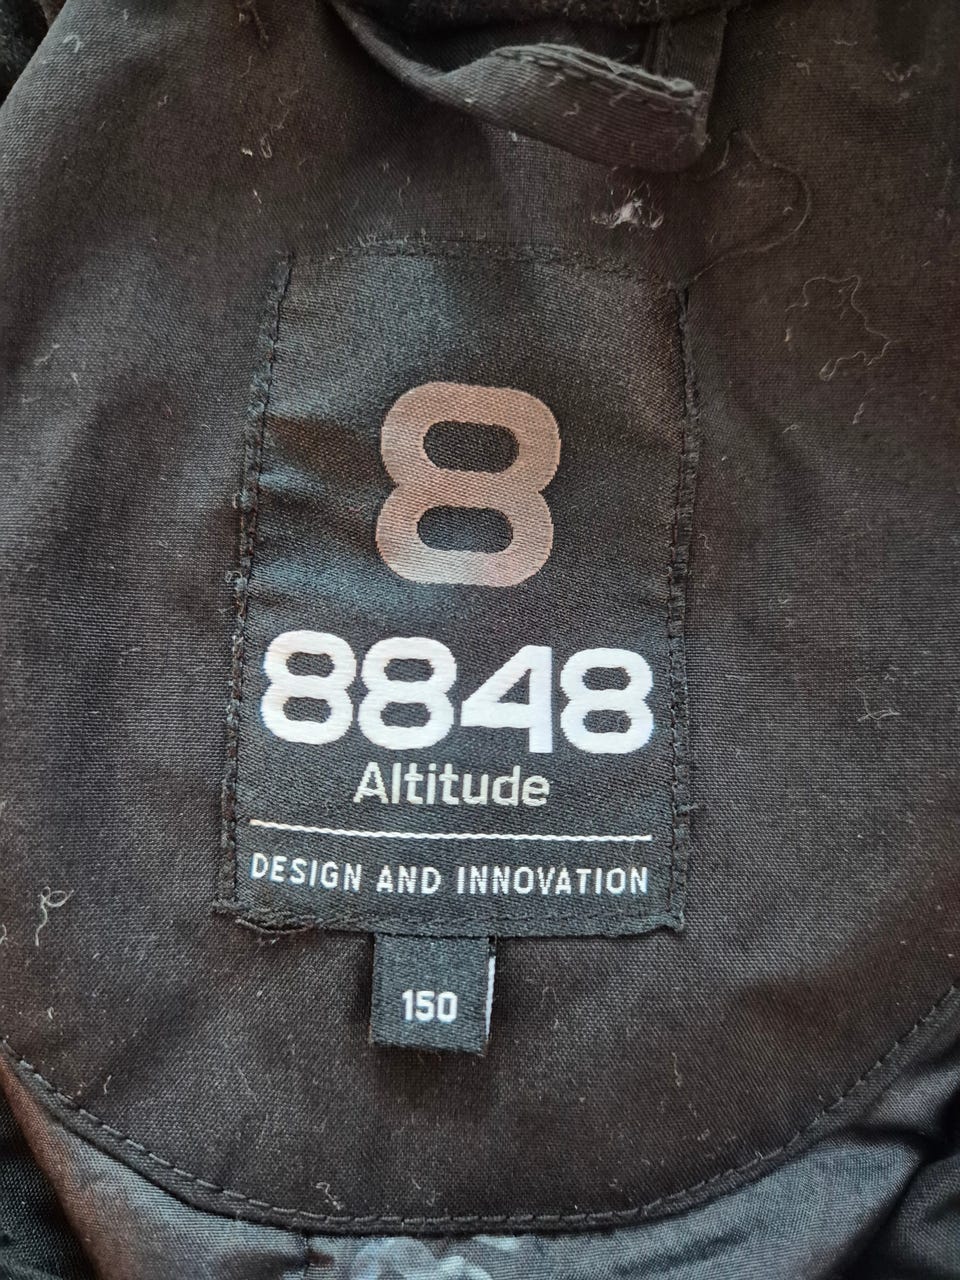 8
8848
Altitude
DESIGN AND INNOVATION
150